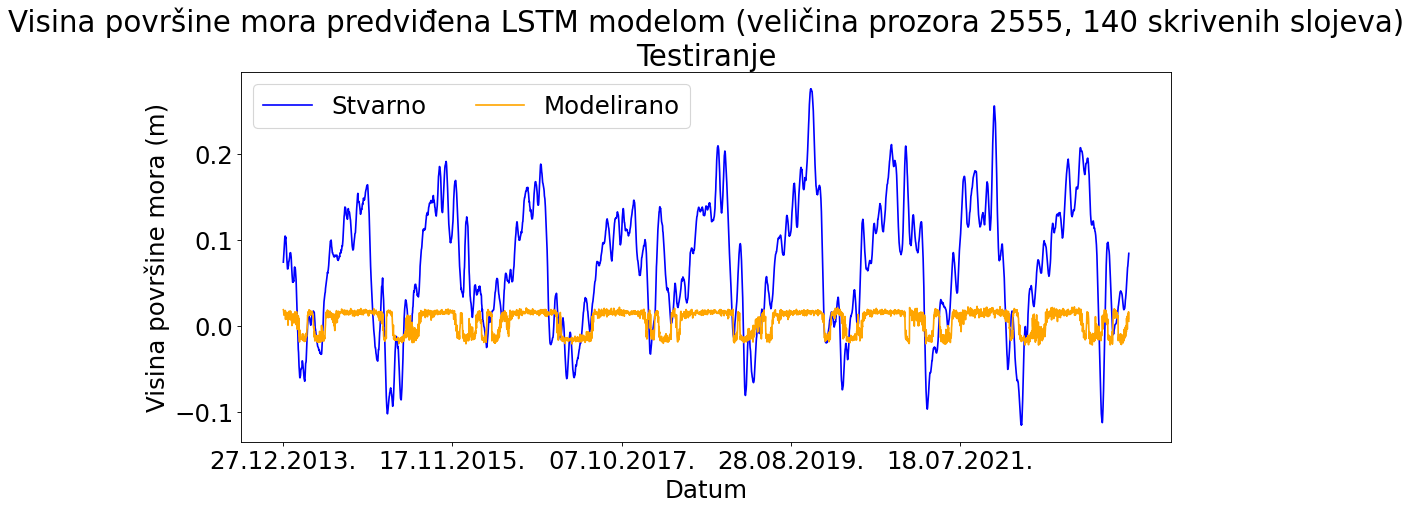 Visina površine mora predviđena LSTM modelom (veličina prozora 2555, 140 skrivenih slojeva)
Testiranje
Stvarno Modelirano
Visina površine mora (m)
0.2
0.1
0.0
−0.1
27.12.2013. 17.11.2015. 07.10.2017. 28.08.2019. 18.07.2021.
Datum